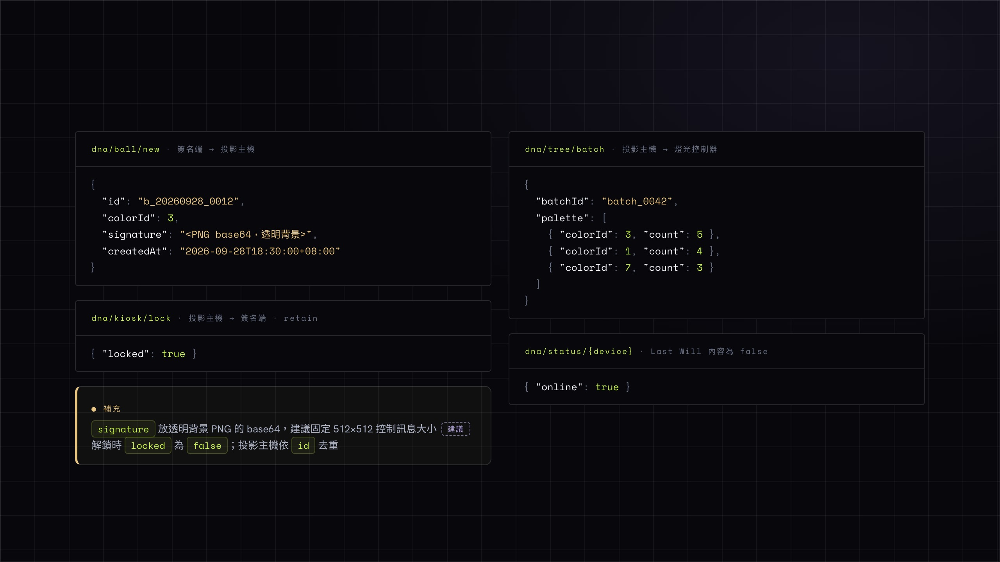 dna/ball/new · 簽名端 → 投影主機
{
  "id": "b_20260928_0012",
  "colorId": 3,
  "signature": "<PNG base64，透明背景>",
  "createdAt": "2026-09-28T18:30:00+08:00"
}
dna/kiosk/lock · 投影主機 → 簽名端 · retain
{ "locked": true }
● 補充
signature 放透明背景 PNG 的 base64，建議固定 512×512 控制訊息大小 建議
解鎖時 locked 為 false；投影主機依 id 去重
dna/tree/batch · 投影主機 → 燈光控制器
{
  "batchId": "batch_0042",
  "palette": [
    { "colorId": 3, "count": 5 },
    { "colorId": 1, "count": 4 },
    { "colorId": 7, "count": 3 }
  ]
}
dna/status/{device} · Last Will 內容為 false
{ "online": true }